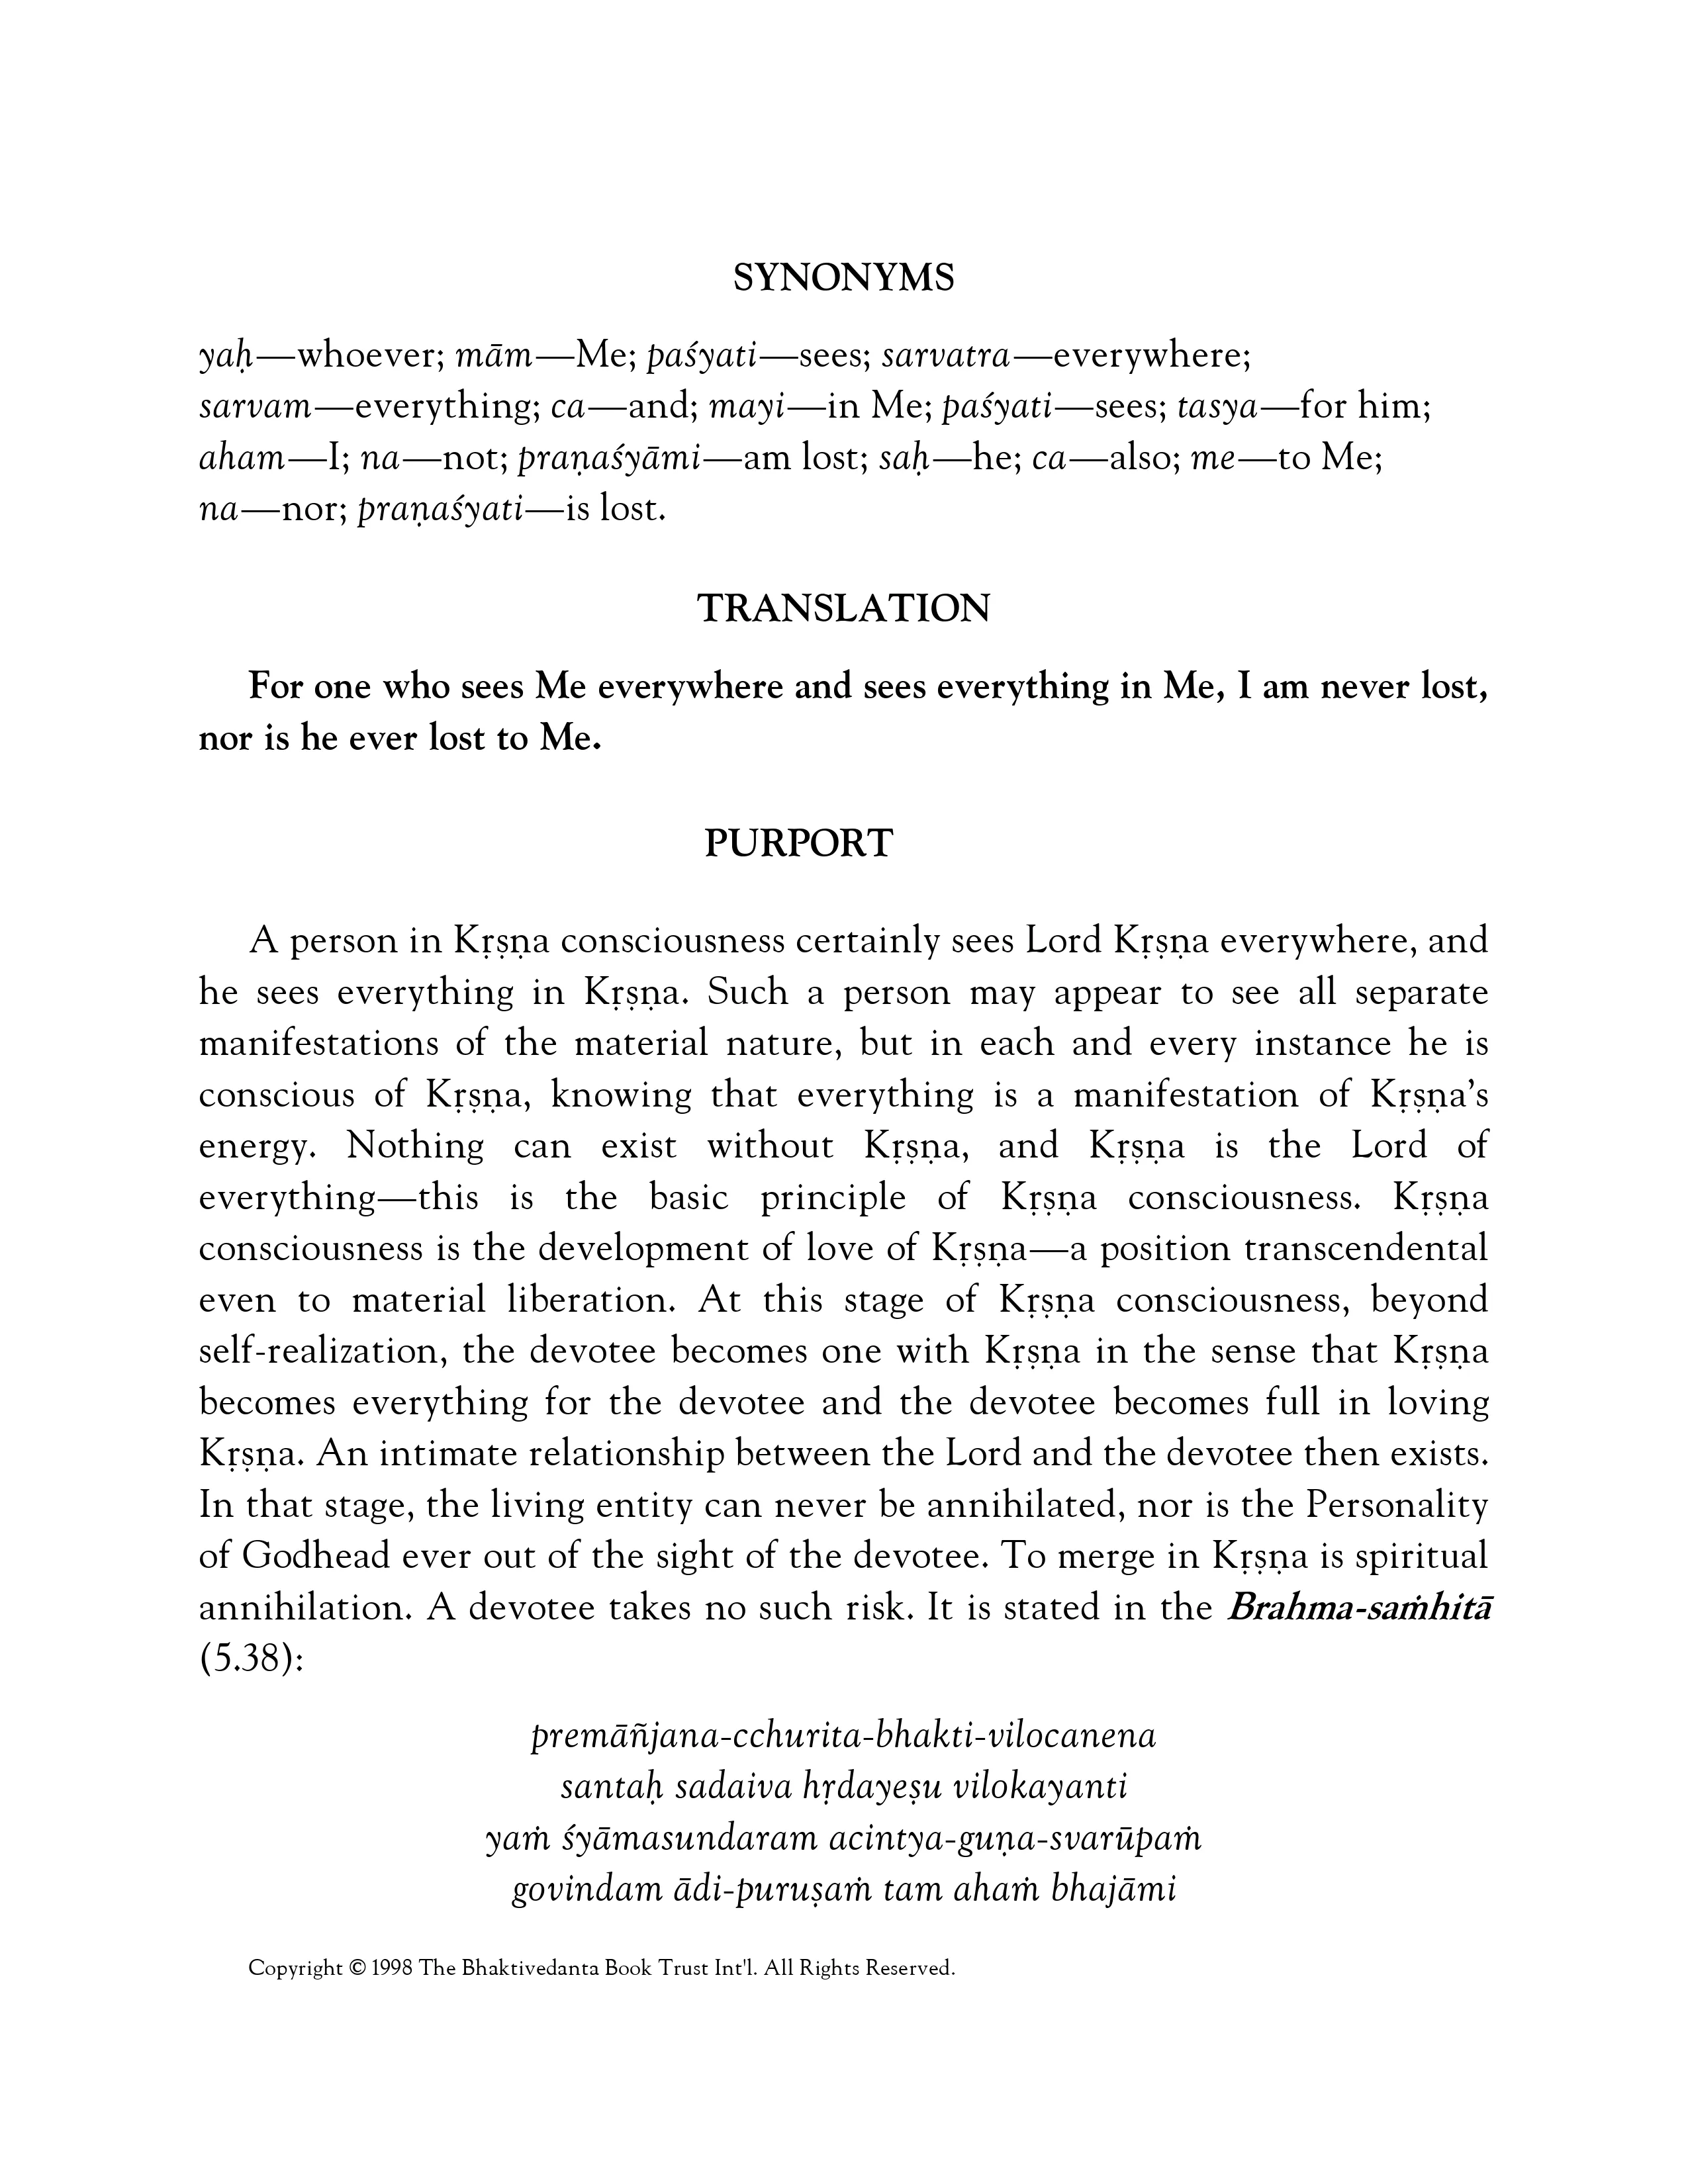 SYNONYMS
yaḥ—whoever; mām—Me; paśyati—sees; sarvatra—everywhere;
sarvam—everything; ca—and; mayi—in Me; paśyati—sees; tasya—for him;
aham—I; na—not; praṇaśyāmi—am lost; saḥ—he; ca—also; me—to Me;
na—nor; praṇaśyati—is lost.
TRANSLATION
For one who sees Me everywhere and sees everything in Me, I am never lost,
nor is he ever lost to Me.
PURPORT
A person in Kṛṣṇa consciousness certainly sees Lord Kṛṣṇa everywhere, and
he sees everything in Kṛṣṇa. Such a person may appear to see all separate
manifestations of the material nature, but in each and every instance he is
conscious of Kṛṣṇa, knowing that everything is a manifestation of Kṛṣṇa’s
energy. Nothing can exist without Kṛṣṇa, and Kṛṣṇa is the Lord of
everything—this is the basic principle of Kṛṣṇa consciousness. Kṛṣṇa
consciousness is the development of love of Kṛṣṇa—a position transcendental
even to material liberation. At this stage of Kṛṣṇa consciousness, beyond
self-realization, the devotee becomes one with Kṛṣṇa in the sense that Kṛṣṇa
becomes everything for the devotee and the devotee becomes full in loving
Kṛṣṇa. An intimate relationship between the Lord and the devotee then exists.
In that stage, the living entity can never be annihilated, nor is the Personality
of Godhead ever out of the sight of the devotee. To merge in Kṛṣṇa is spiritual
annihilation. A devotee takes no such risk. It is stated in the Brahma-saṁhitā
(5.38):
premāñjana-cchurita-bhakti-vilocanena
santaḥ sadaiva hṛdayeṣu vilokayanti
yaṁ śyāmasundaram acintya-guṇa-svarūpaṁ
govindam ādi-puruṣaṁ tam ahaṁ bhajāmi
Copyright © 1998 The Bhaktivedanta Book Trust Int'l. All Rights Reserved.